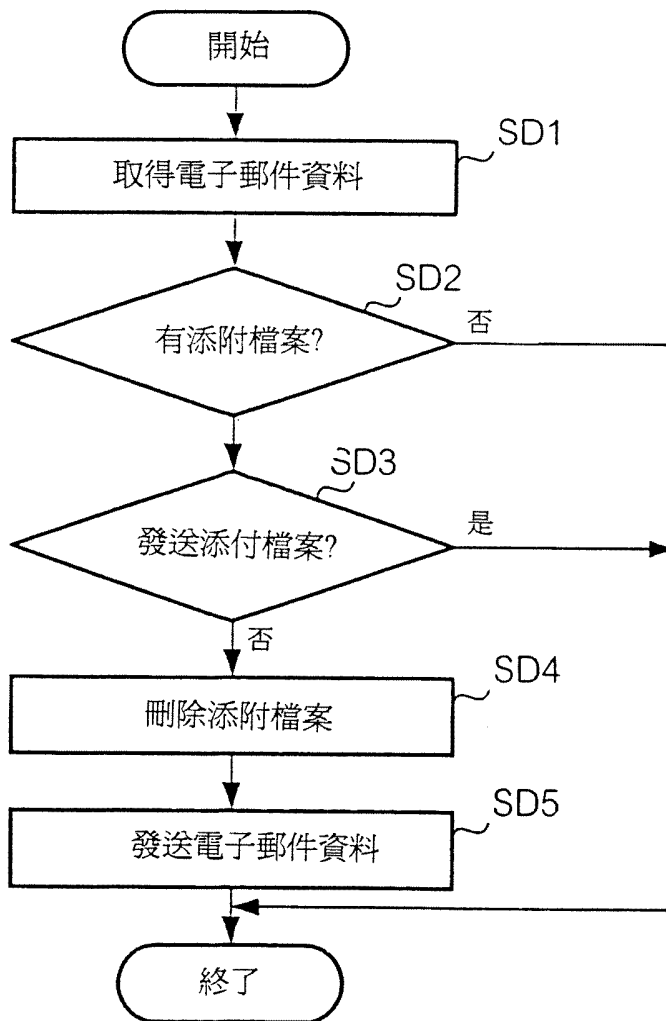 開始
SD1
取得電子郵件資料
SD2
有添附檔案?
否
SD3
發送添付檔案?
是
否
SD4
刪除添附檔案
SD5
發送電子郵件資料
終了